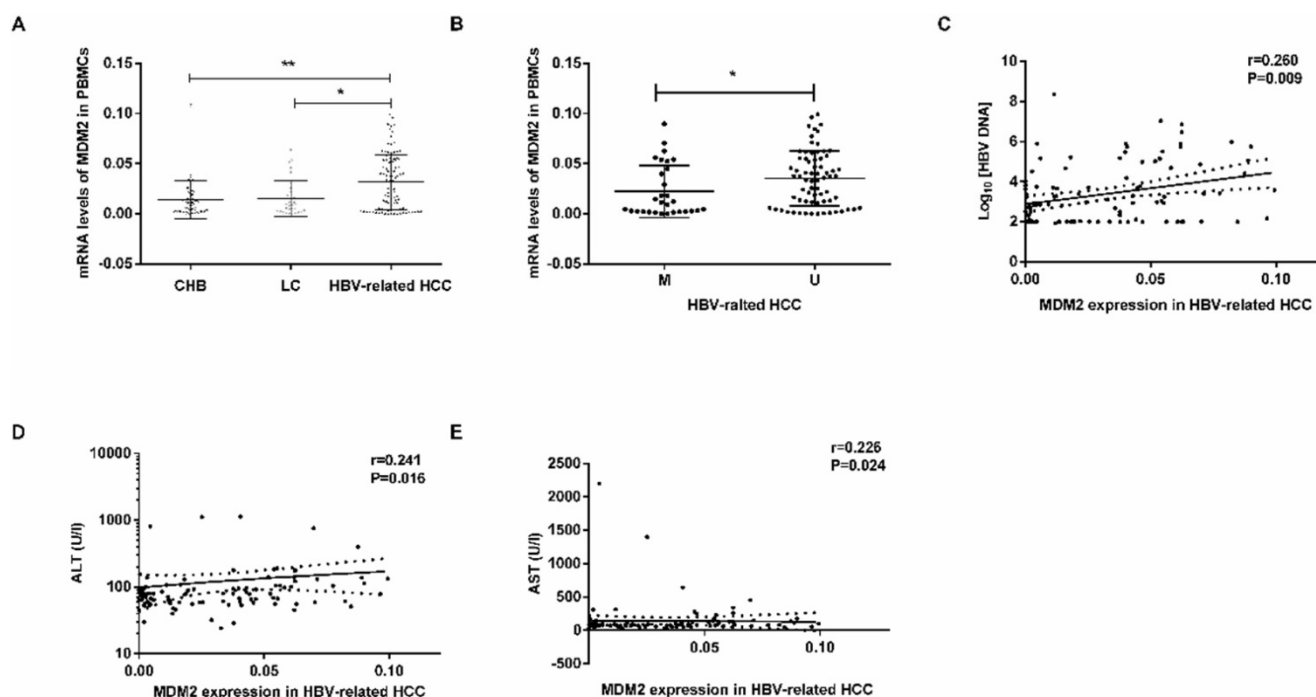 A
mRNA levels of MDM2 in PBMCs
0.15
0.10
0.05
0.00
-0.05
**
*
CHB
LC
HBV-related HCC
B
mRNA levels of MDM2 in PBMCs
0.15
0.10
0.05
0.00
-0.05
*
M
U
HBV-ralted HCC
C
r=0.260
P=0.009
Log10 [HBV DNA]
10
8
6
4
2
0
0.00
0.05
0.10
MDM2 expression in HBV-related HCC
D
r=0.241
P=0.016
ALT (U/l)
10000
1000
100
10
0.00
0.05
0.10
MDM2 expression in HBV-related HCC
E
r=0.226
P=0.024
AST (U/l)
2500
2000
1500
1000
500
0
-500
0.05
0.10
MDM2 expression in HBV-related HCC